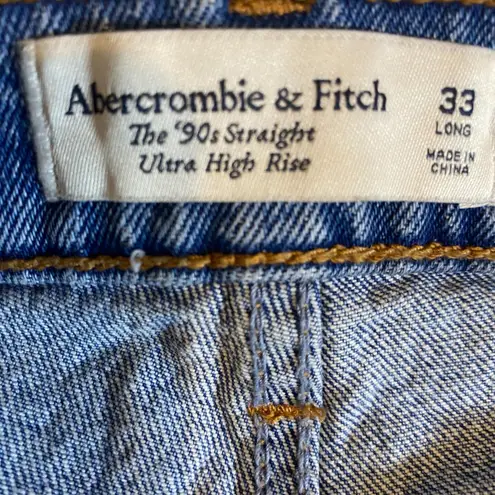 Abercrombie & Fitch
The '90s Straight
Ultra High Rise
33
LONG
MADE IN
CHINA